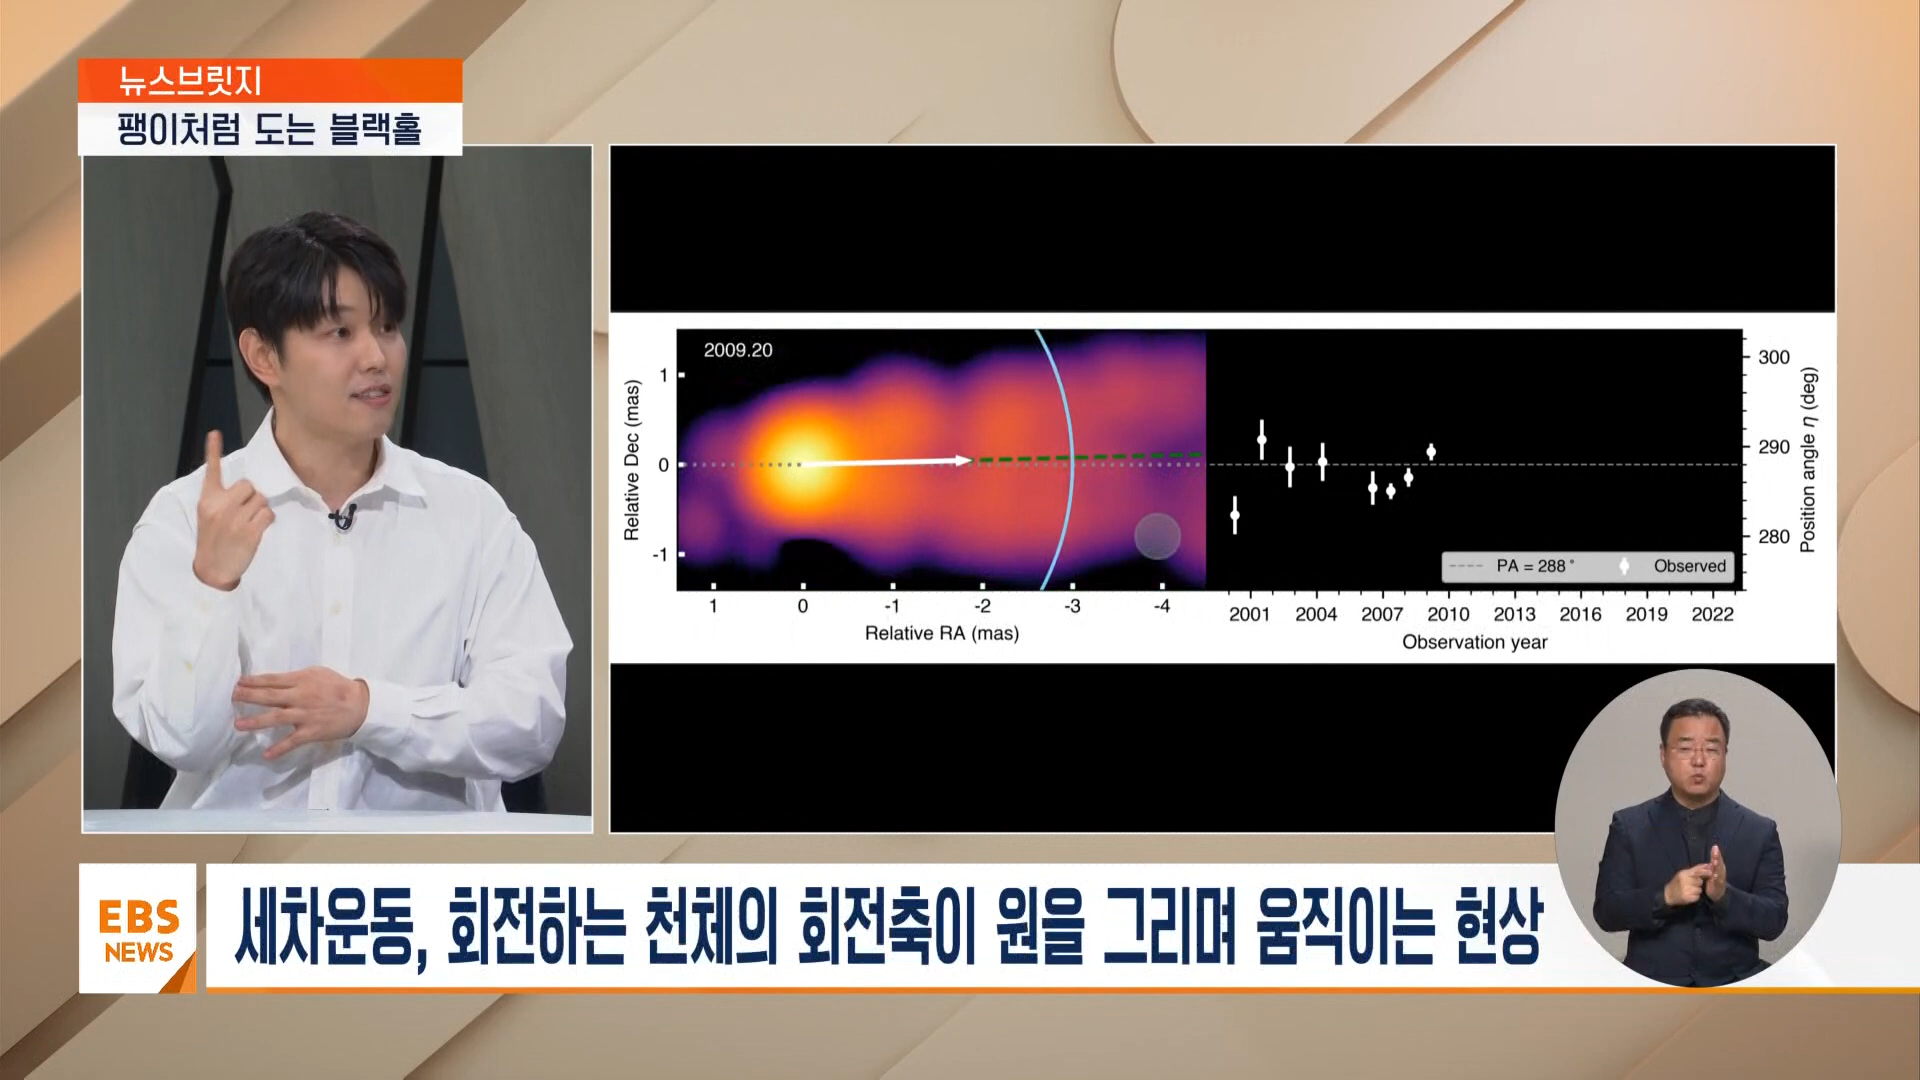 뉴스브릿지
팽이처럼 도는 블랙홀
2009.20
Relative Dec (mas)
1
0
-1
1 0 -1 -2 -3 -4
Relative RA (mas)
300
290
280
Position angle η (deg)
PA = 288° Observed
2001 2004 2007 2010 2013 2016 2019 2022
Observation year
EBS
NEWS
세차운동, 회전하는 천체의 회전축이 원을 그리며 움직이는 현상